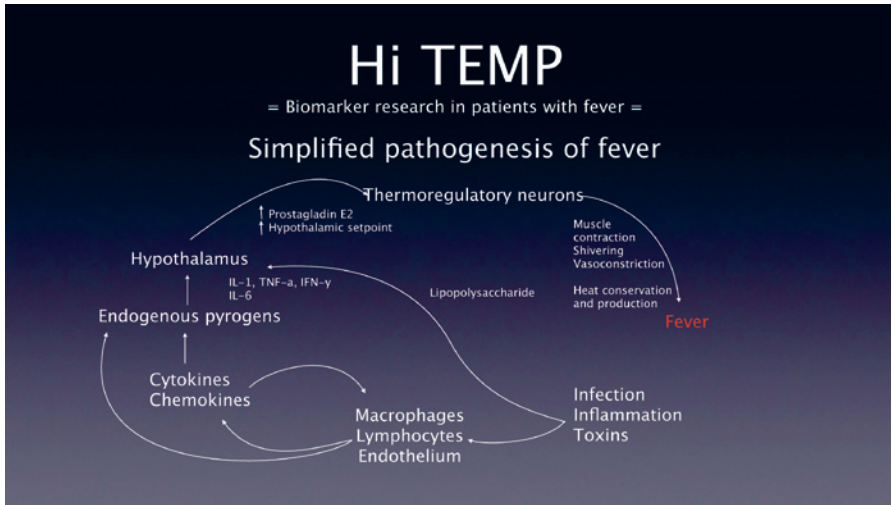 Hi TEMP
= Biomarker research in patients with fever =
Simplified pathogenesis of fever
Thermoregulatory neurons
↑ Prostagladin E2
↑ Hypothalamic setpoint
Muscle
contraction
Shivering
Vasoconstriction
Hypothalamus
IL-1, TNF-a, IFN-y
IL-6
Lipopolysaccharide
Heat conservation
and production
Endogenous pyrogens
Fever
Cytokines
Chemokines
Macrophages
Lymphocytes
Endothelium
Infection
Inflammation
Toxins